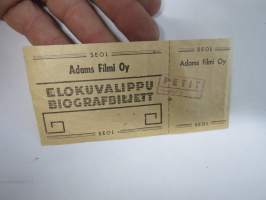 SEOL
Adams Filmi Oy
ELOKUVALIPPU
BIOGRAFBILJETT
SEOL
SEOL
Adams Filmi Oy
PETIT
SEOL